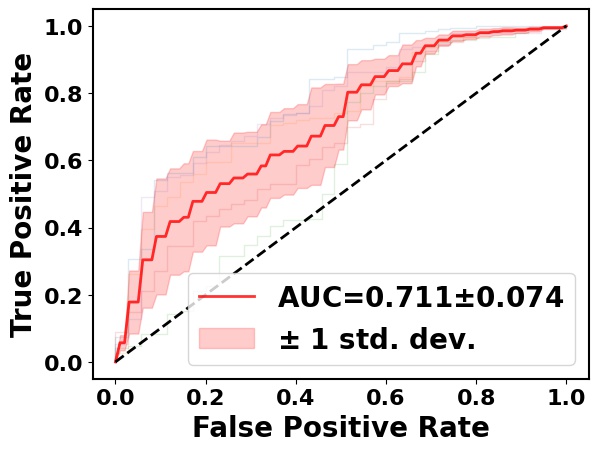 1.0
0.8
0.6
0.4
0.2
0.0
True Positive Rate
AUC=0.711±0.074
± 1 std. dev.
0.0 0.2 0.4 0.6 0.8 1.0
False Positive Rate